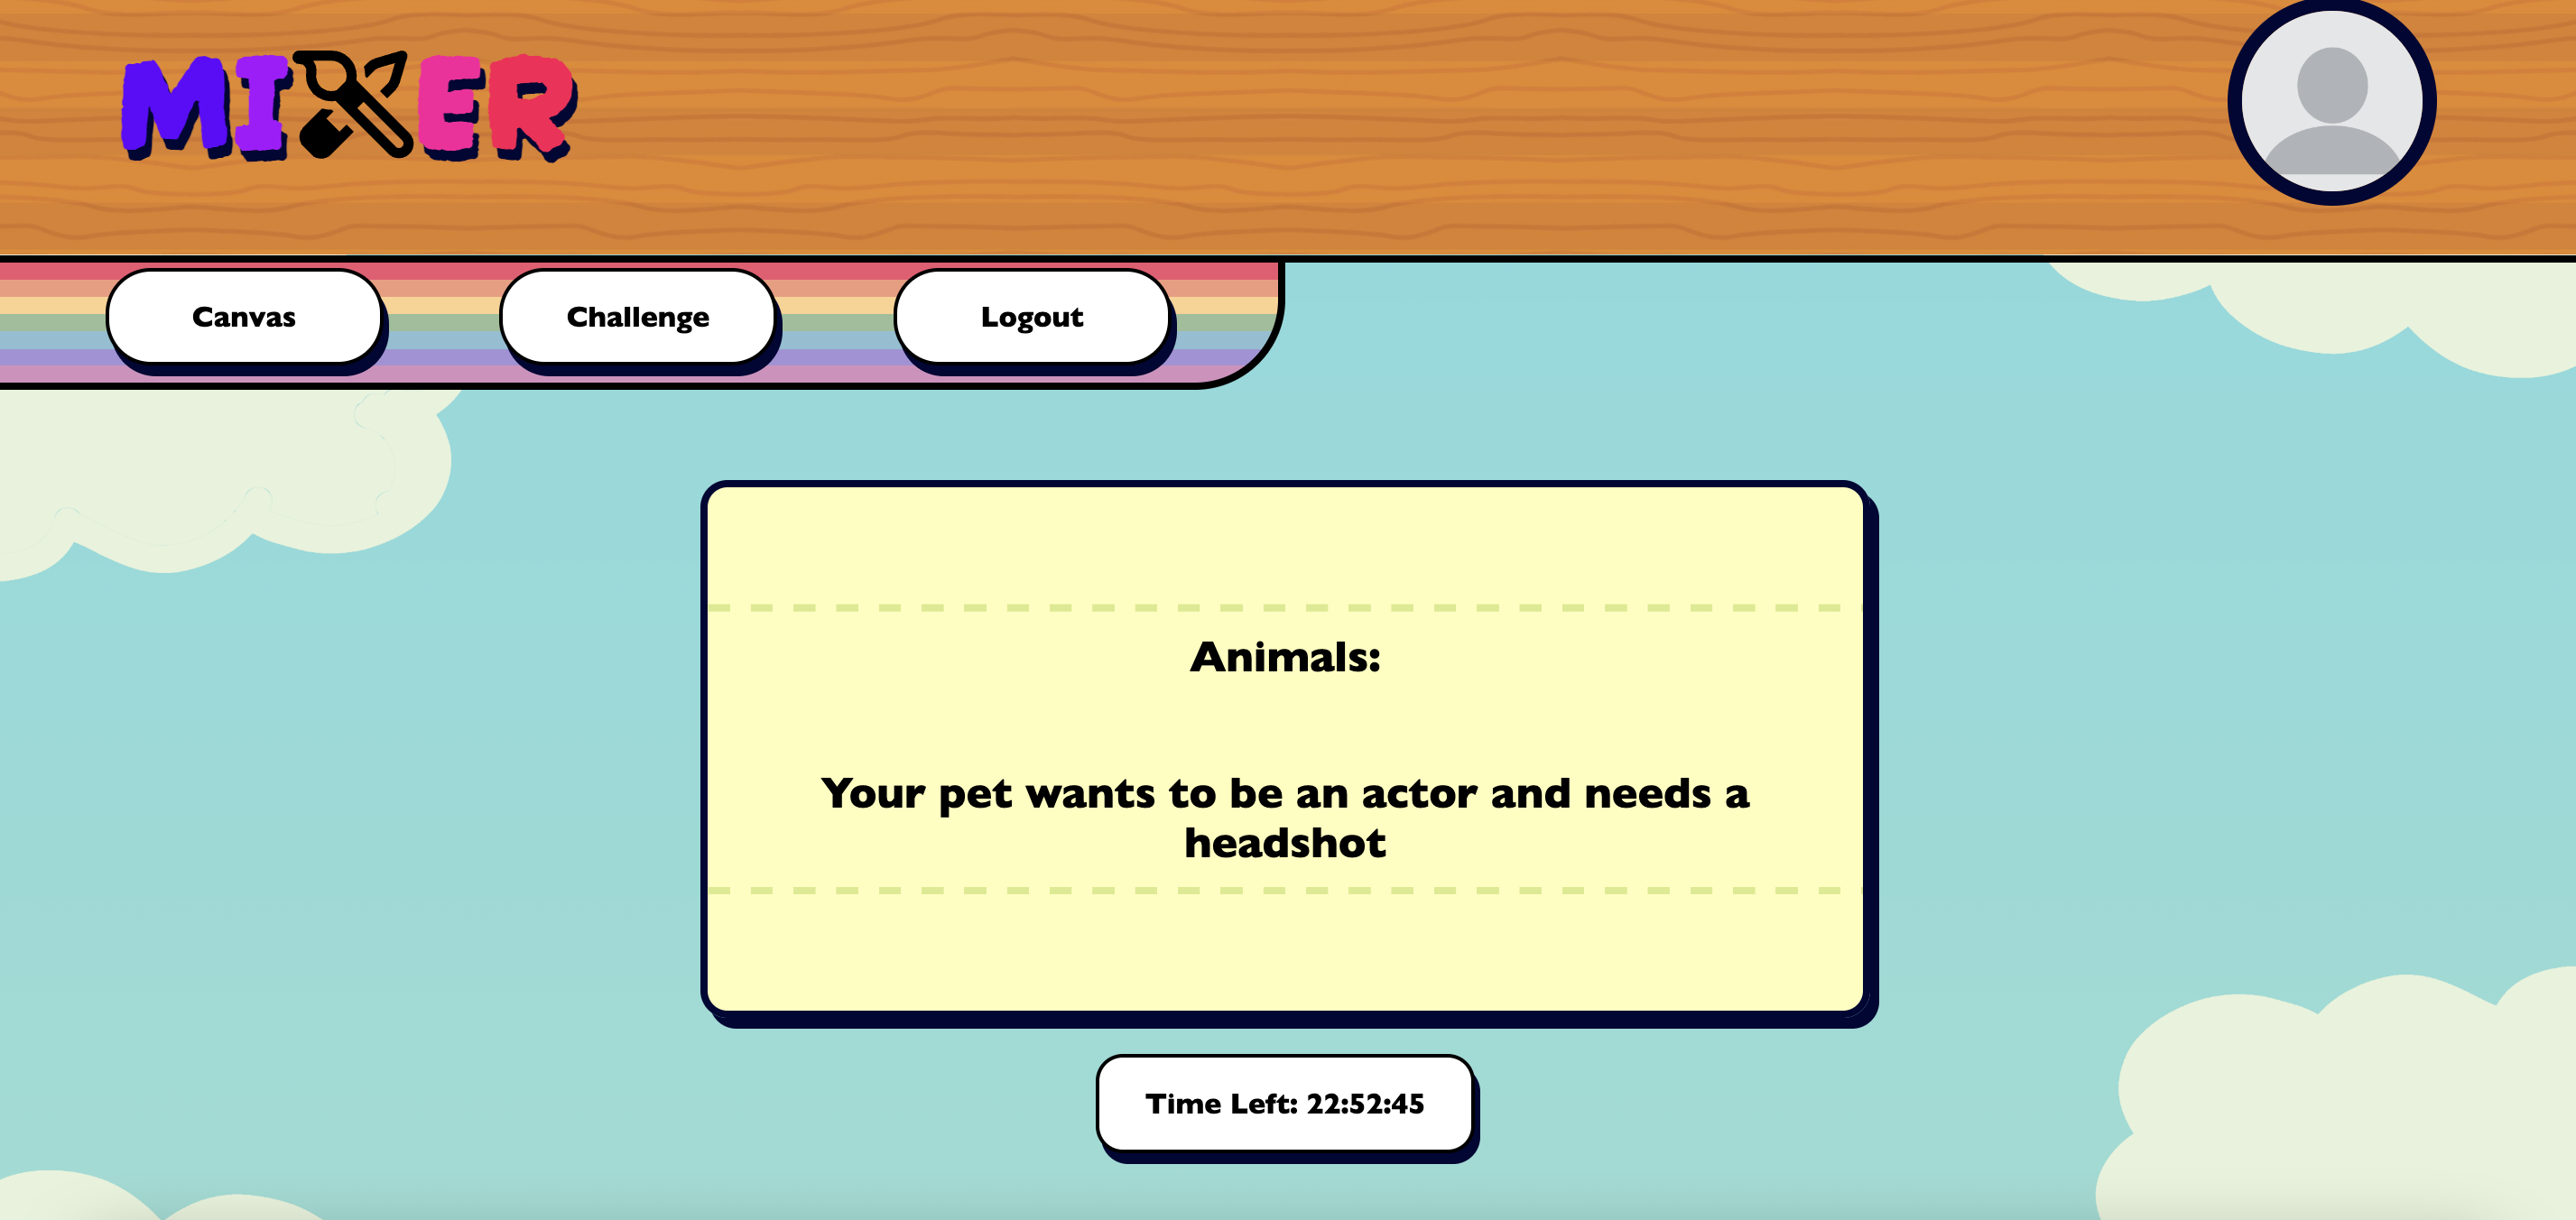 MIXER
Canvas
Challenge
Logout
Animals:
Your pet wants to be an actor and needs a
headshot
Time Left: 22:52:45